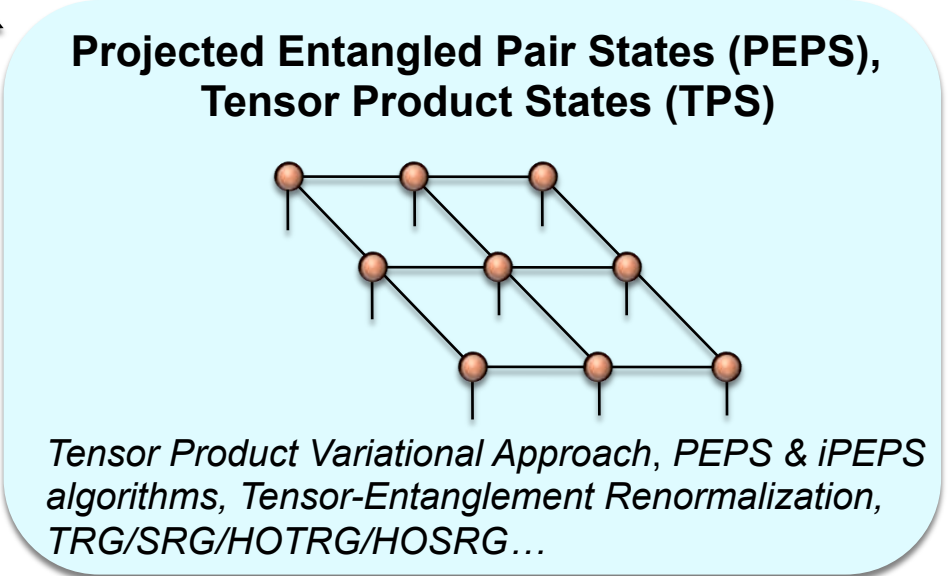 Projected Entangled Pair States (PEPS),
Tensor Product States (TPS)
Tensor Product Variational Approach, PEPS & iPEPS
algorithms, Tensor-Entanglement Renormalization,
TRG/SRG/HOTRG/HOSRG…